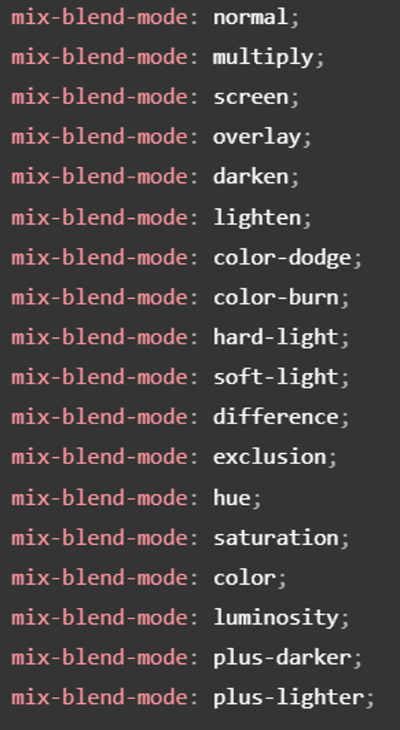 mix-blend-mode: normal;
mix-blend-mode: multiply;
mix-blend-mode: screen;
mix-blend-mode: overlay;
mix-blend-mode: darken;
mix-blend-mode: lighten;
mix-blend-mode: color-dodge;
mix-blend-mode: color-burn;
mix-blend-mode: hard-light;
mix-blend-mode: soft-light;
mix-blend-mode: difference;
mix-blend-mode: exclusion;
mix-blend-mode: hue;
mix-blend-mode: saturation;
mix-blend-mode: color;
mix-blend-mode: luminosity;
mix-blend-mode: plus-darker;
mix-blend-mode: plus-lighter;